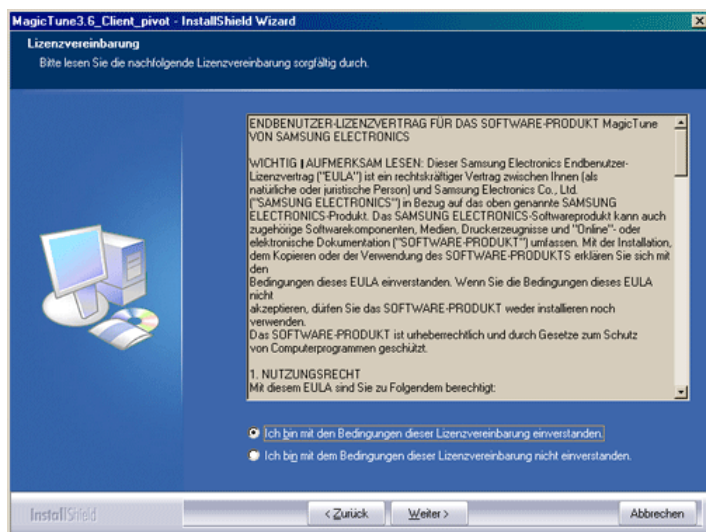 MagicTune3.6_Client_pivot - InstallShield Wizard
Lizenzvereinbarung
Bitte lesen Sie die nachfolgende Lizenzvereinbarung sorgfältig durch.
ENDBENUTZER-LIZENZVERTRAG FÜR DAS SOFTWARE-PRODUKT MagicTune
VON SAMSUNG ELECTRONICS
WICHTIG | AUFMERKSAM LESEN: Dieser Samsung Electronics Endbenutzer-
Lizenzvertrag ("EULA") ist ein rechtskräftiger Vertrag zwischen Ihnen (als
natürliche oder juristische Person) und Samsung Electronics Co., Ltd.
("SAMSUNG ELECTRONICS") in Bezug auf das oben genannte SAMSUNG
ELECTRONICS-Produkt. Das SAMSUNG ELECTRONICS-Softwareprodukt kann auch
zugehörige Softwarekomponenten, Medien, Druckerzeugnisse und "Online"- oder
elektronische Dokumentation ("SOFTWARE-PRODUKT") umfassen. Mit der Installation,
dem Kopieren oder der Verwendung des SOFTWARE-PRODUKTS erklären Sie sich mit
den
Bedingungen dieses EULA einverstanden. Wenn Sie die Bedingungen dieses EULA
nicht
akzeptieren, dürfen Sie das SOFTWARE-PRODUKT weder installieren noch
verwenden.
Das SOFTWARE-PRODUKT ist urheberrechtlich und durch Gesetze zum Schutz
von Computerprogrammen geschützt.
1. NUTZUNGSRECHT
Mit diesem EULA sind Sie zu Folgendem berechtigt:
Ich bin mit den Bedingungen dieser Lizenzvereinbarung einverstanden.
Ich bin mit dem Bedingungen dieser Lizenzvereinbarung nicht einverstanden.
InstallShield
< Zurück
Weiter >
Abbrechen